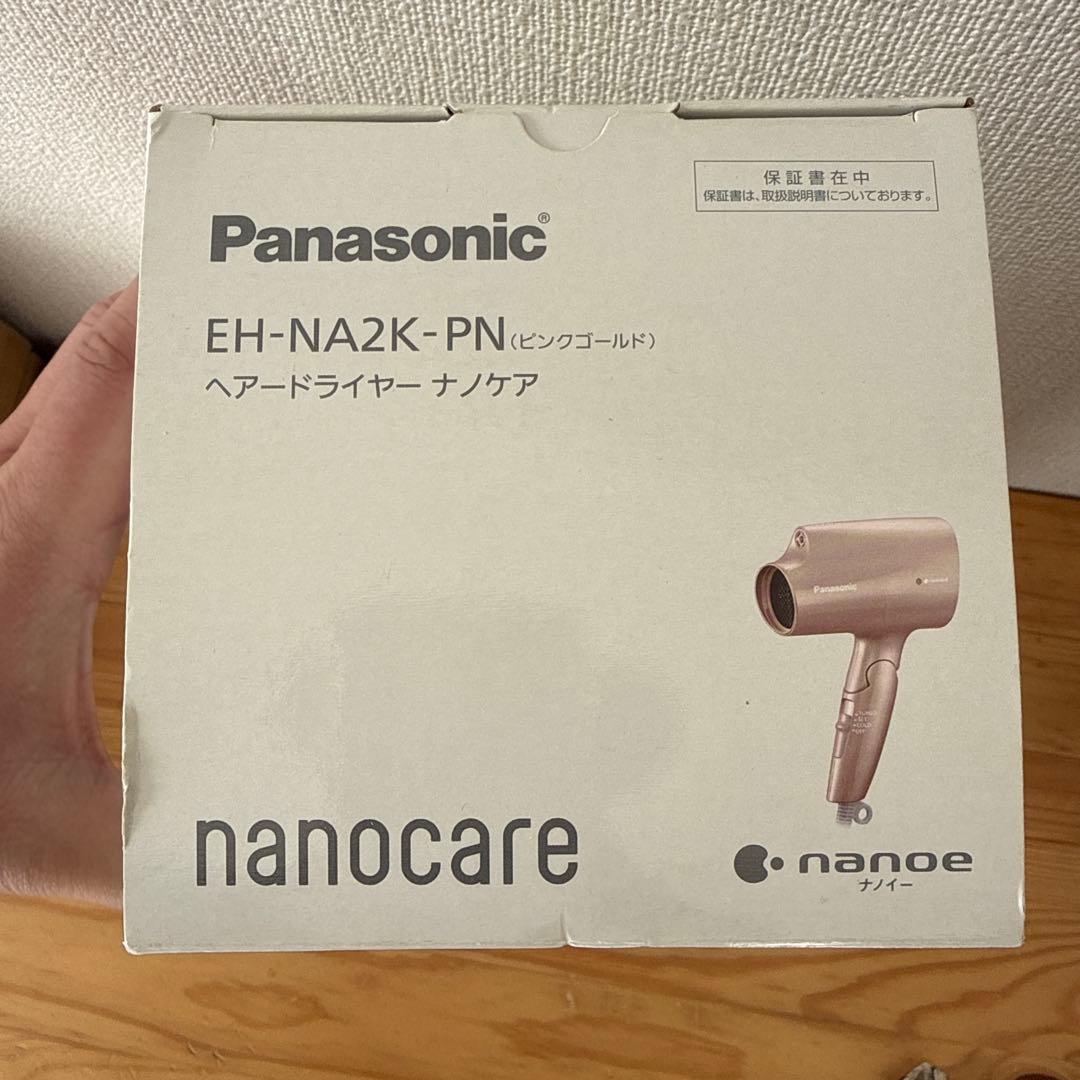 保証書在中
保証書は、取扱説明書についております。
Panasonic®
EH-NA2K-PN(ピンクゴールド)
ヘアードライヤー ナノケア
Panasonic
nanocare
nanoe
ナノイー